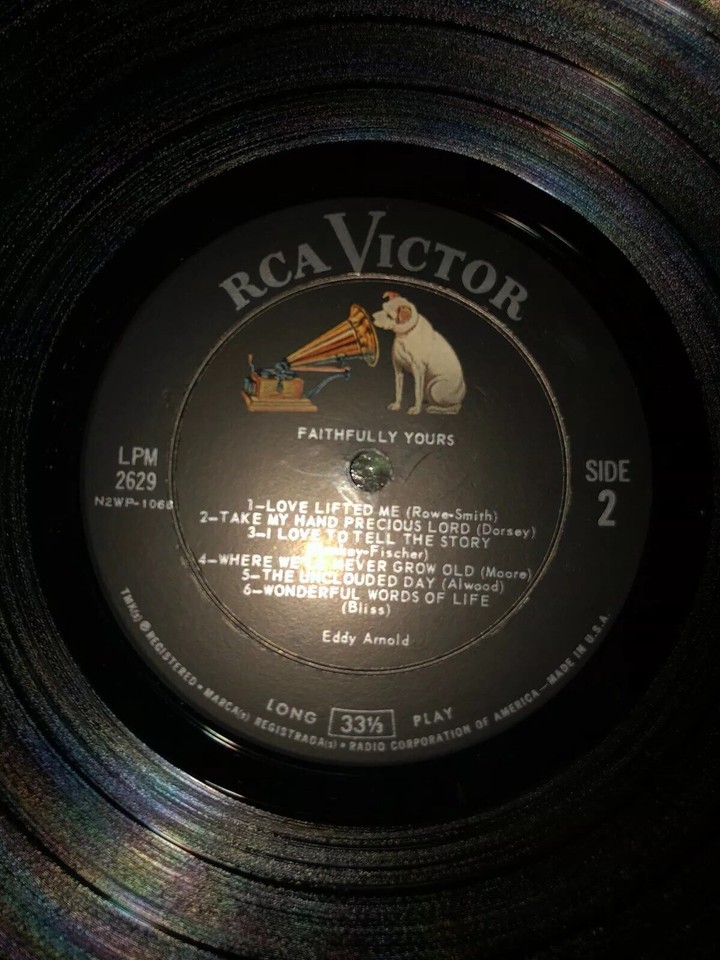 RCA VICTOR
FAITHFULLY YOURS
LPM
2629
SIDE
2
1—LOVE LIFTED ME (Rowe-Smith)
2—TAKE MY HAND PRECIOUS LORD (Dorsey)
3—I LOVE TO TELL THE STORY
-Fischer)
4—WHERE WE'LL NEVER GROW OLD (Moore)
5—THE UNCLOUDED DAY (Alwood)
6—WONDERFUL WORDS OF LIFE
(Bliss)
Eddy Arnold
LONG 33⅓ PLAY
TMK(s) ® REGISTERED • MARCA(s) REGISTRADA(s) • RADIO CORPORATION OF AMERICA—MADE IN U.S.A.